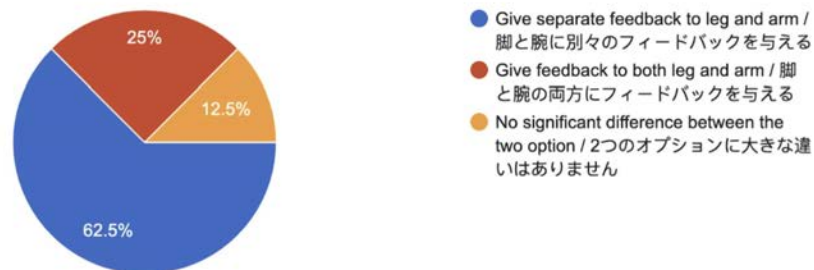 25%
12.5%
62.5%
Give separate feedback to leg and arm /
脚と腕に別々のフィードバックを与える
Give feedback to both leg and arm / 脚
と腕の両方にフィードバックを与える
No significant difference between the
two option / 2つのオプションに大きな違
いはありません